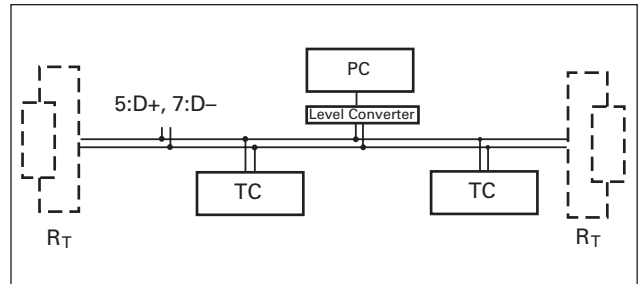 PC
5:D+, 7:D–
Level Converter
TC
TC
RT
RT